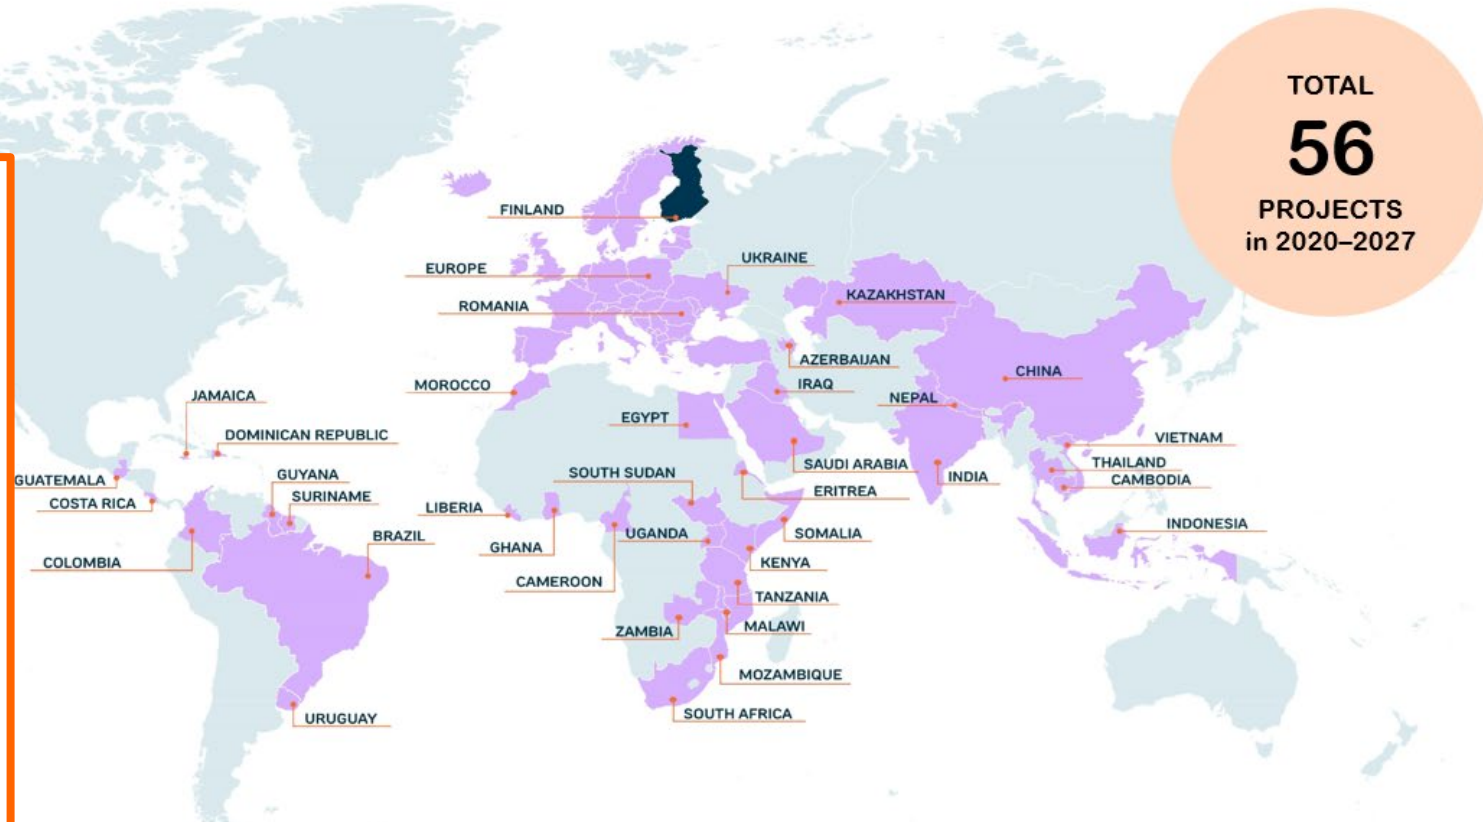 TOTAL
56
PROJECTS
in 2020–2027
FINLAND
EUROPE
UKRAINE
ROMANIA
KAZAKHSTAN
AZERBAIJAN
CHINA
MOROCCO
IRAQ
NEPAL
JAMAICA
EGYPT
DOMINICAN REPUBLIC
VIETNAM
GUATEMALA
GUYANA
SOUTH SUDAN
SAUDI ARABIA
INDIA
THAILAND
CAMBODIA
COSTA RICA
SURINAME
LIBERIA
ERITREA
INDONESIA
BRAZIL
GHANA
UGANDA
SOMALIA
COLOMBIA
CAMEROON
KENYA
TANZANIA
ZAMBIA
MALAWI
MOZAMBIQUE
URUGUAY
SOUTH AFRICA